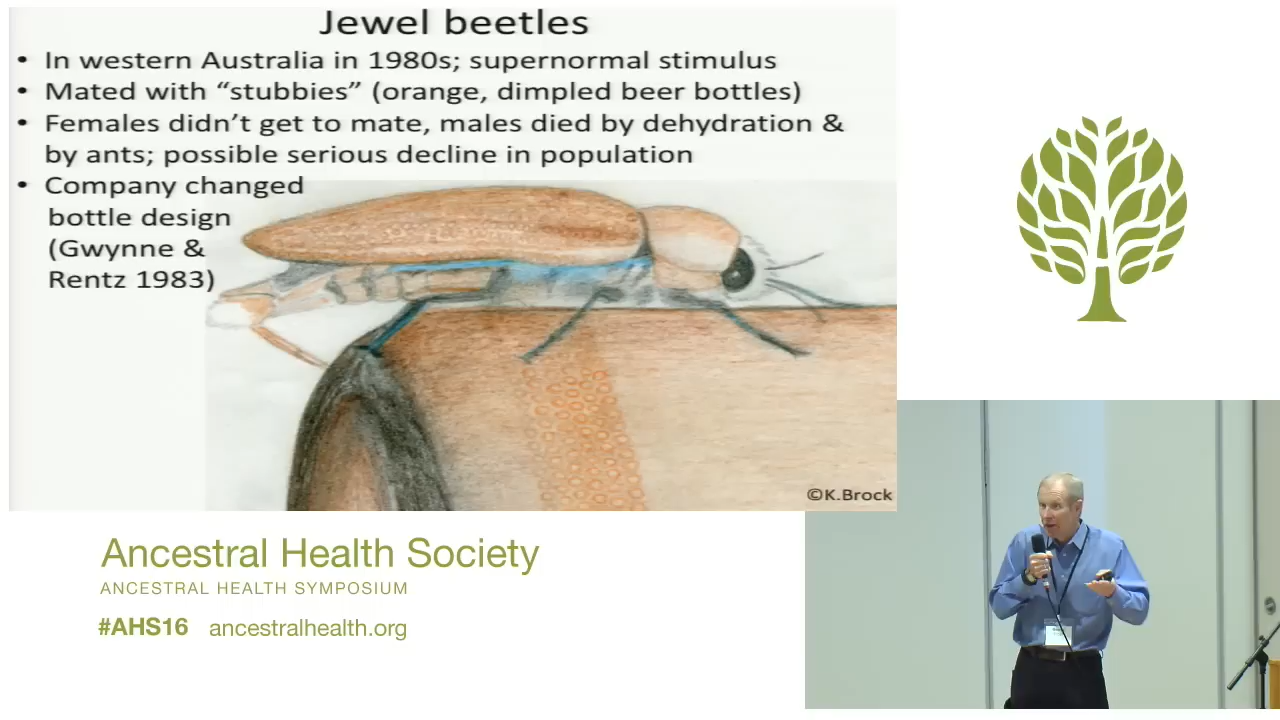 Jewel beetles
• In western Australia in 1980s; supernormal stimulus
• Mated with “stubbies” (orange, dimpled beer bottles)
• Females didn’t get to mate, males died by dehydration &
by ants; possible serious decline in population
• Company changed
bottle design
(Gwynne &
Rentz 1983)
©K.Brock
Ancestral Health Society
ANCESTRAL HEALTH SYMPOSIUM
#AHS16 ancestralhealth.org